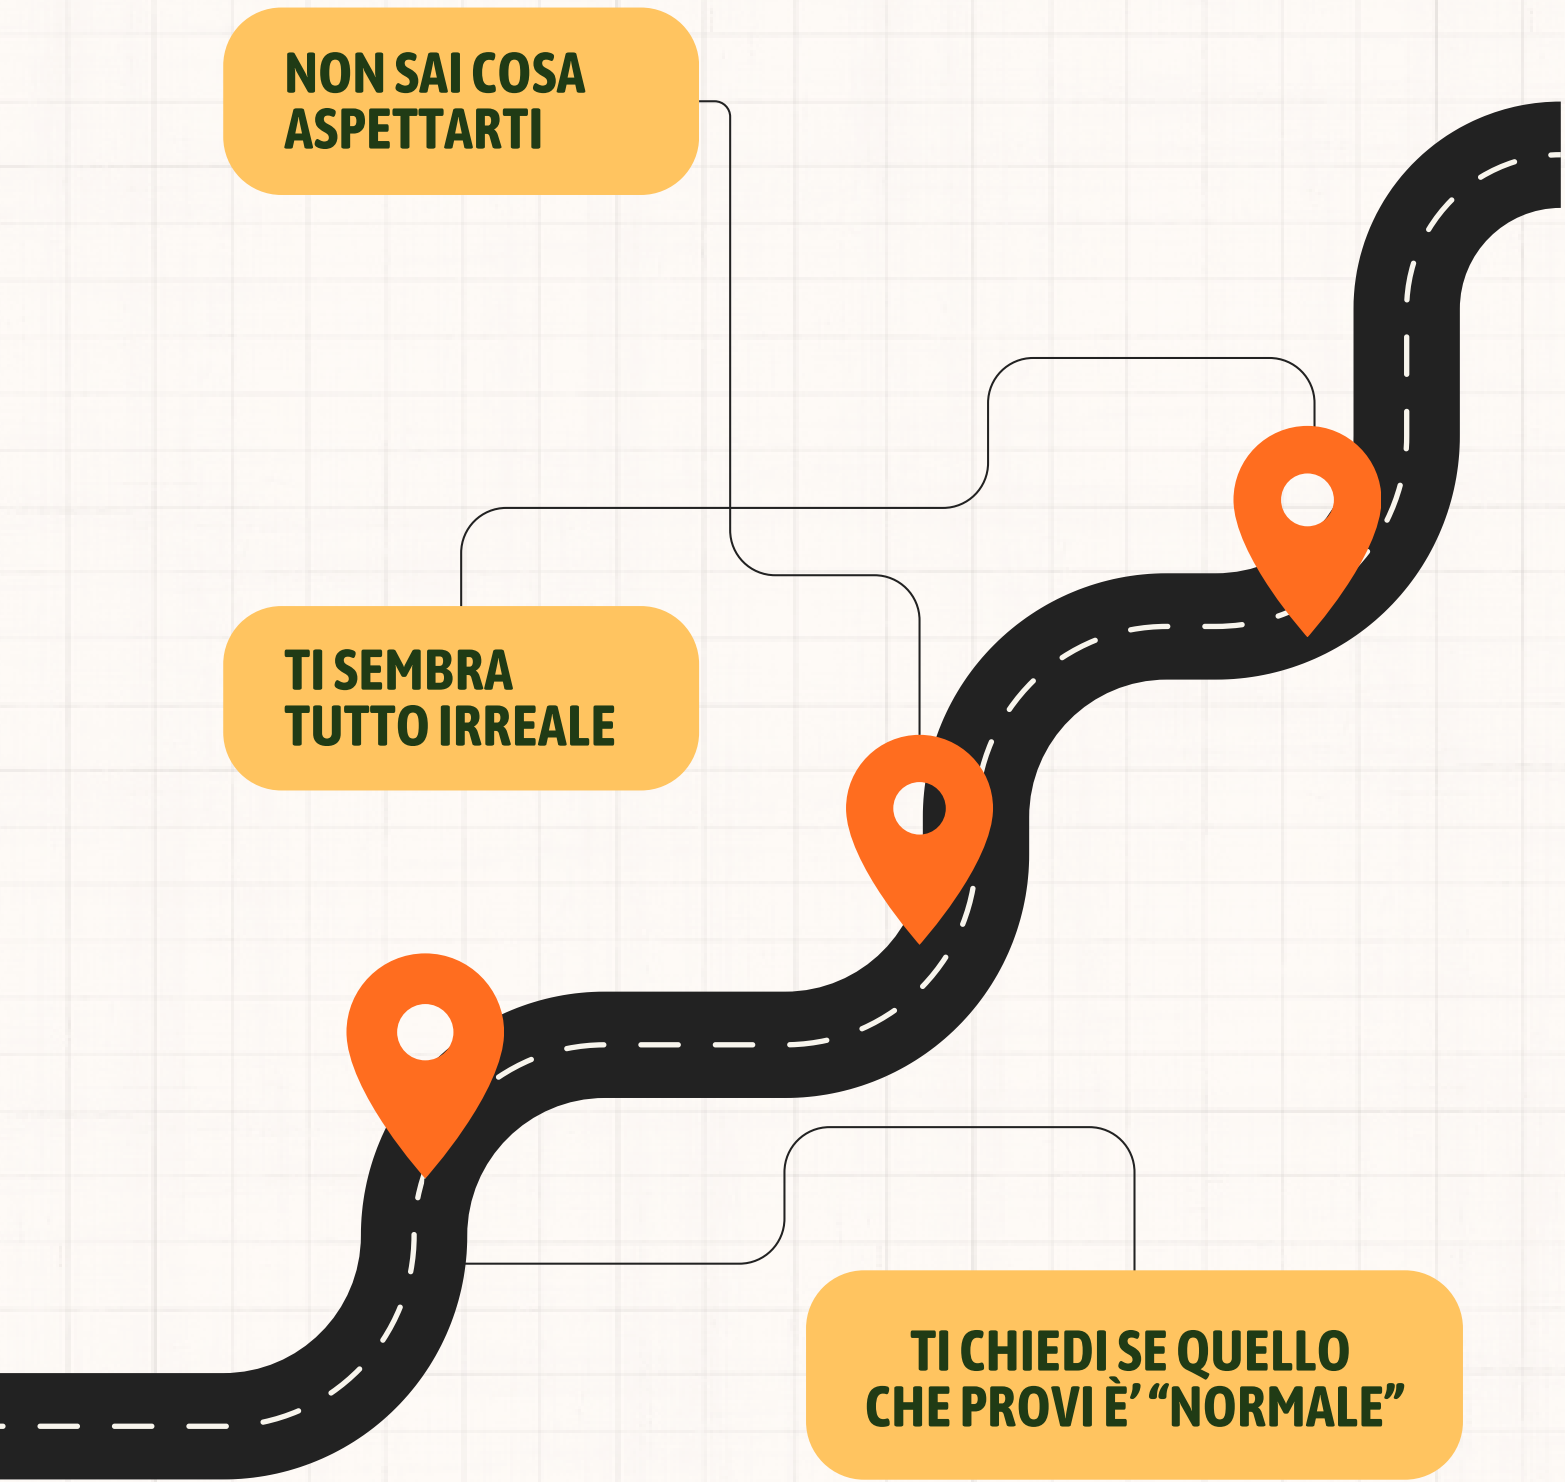 NON SAI COSA
ASPETTARTI
TI SEMBRA
TUTTO IRREALE
TI CHIEDI SE QUELLO
CHE PROVI È’ “NORMALE”